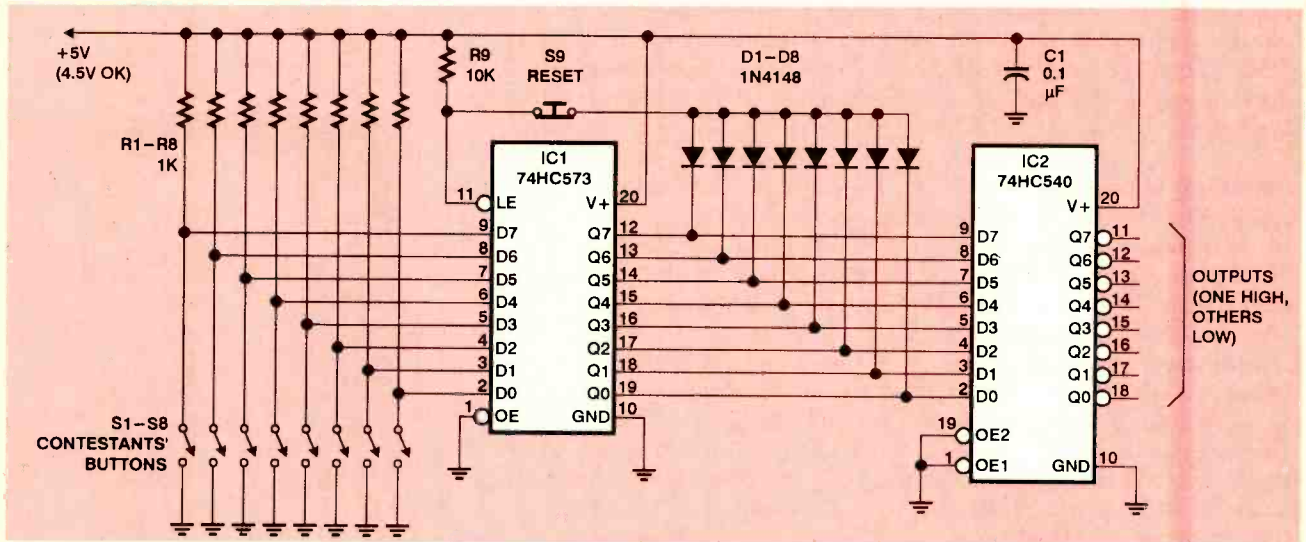 +5V
(4.5V OK)
R1–R8
1K
R9
10K
S9
RESET
D1–D8
1N4148
C1
0.1
µF
IC1
74HC573
11 LE V+ 20
9 D7 Q7 12
8 D6 Q6 13
7 D5 Q5 14
6 D4 Q4 15
5 D3 Q3 16
4 D2 Q2 17
3 D1 Q1 18
2 D0 Q0 19
1 OE GND 10
IC2
74HC540
V+ 20
9 D7 Q7 11
8 D6 Q6 12
7 D5 Q5 13
6 D4 Q4 14
5 D3 Q3 15
4 D2 Q2 16
3 D1 Q1 17
2 D0 Q0 18
19 OE2
1 OE1 GND 10
OUTPUTS
(ONE HIGH,
OTHERS
LOW)
S1–S8
CONTESTANTS'
BUTTONS